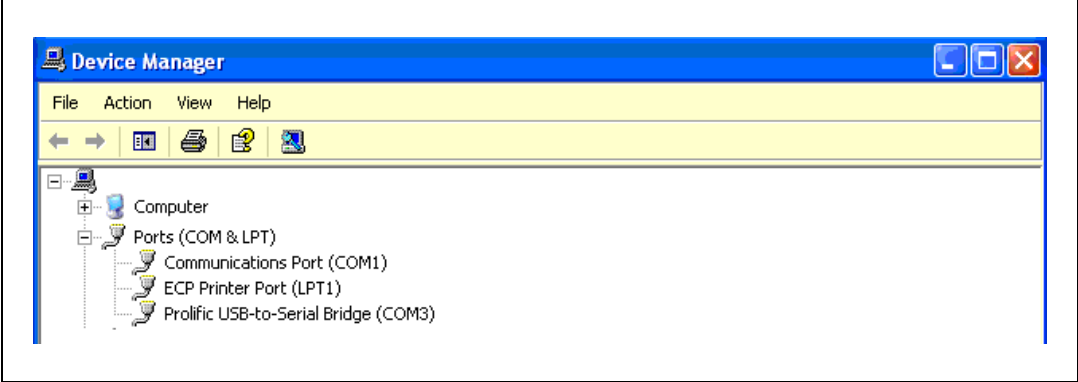 Device Manager
File Action View Help
Computer
Ports (COM & LPT)
Communications Port (COM1)
ECP Printer Port (LPT1)
Prolific USB-to-Serial Bridge (COM3)